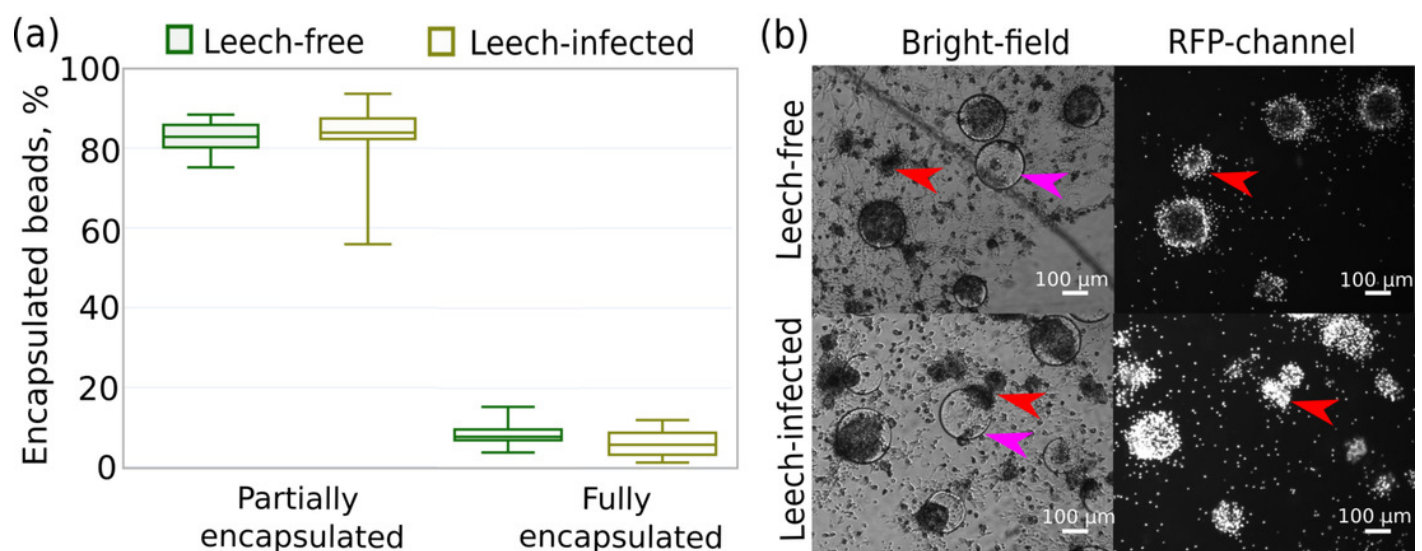 (a)
Leech-free
Leech-infected
Encapsulated beads, %
100
80
60
40
20
0
Partially
encapsulated
Fully
encapsulated
(b)
Bright-field
RFP-channel
Leech-free
100 µm
100 µm
Leech-infected
100 µm
100 µm